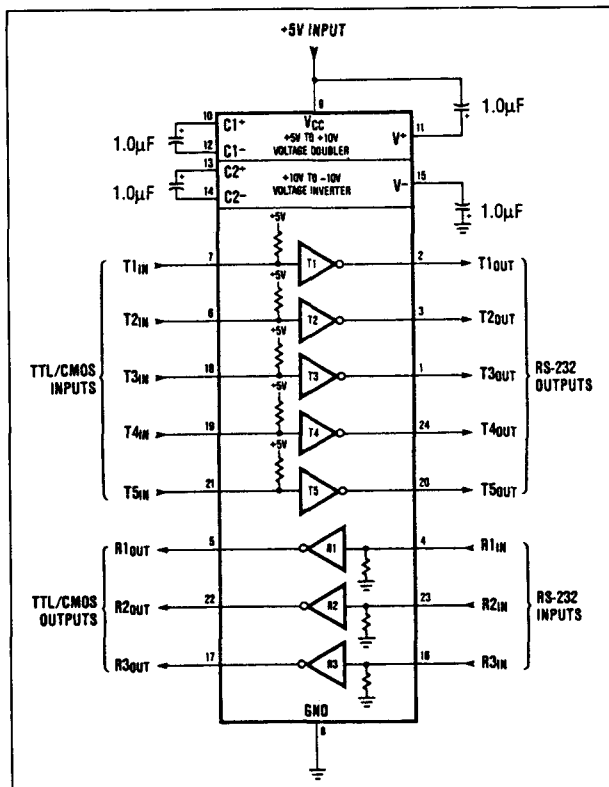 +5V INPUT
9
10 C1+ VCC 1.0µF
1.0µF +5V TO +10V V+ 11
12 C1- VOLTAGE DOUBLER
13 C2+
1.0µF +10V TO -10V V- 15
14 C2- VOLTAGE INVERTER 1.0µF
+5V
T1IN 7 T1 2 T1OUT
+5V
T2IN 6 T2 3 T2OUT
+5V
TTL/CMOS INPUTS T3IN 18 T3 1 T3OUT RS-232 OUTPUTS
+5V
T4IN 19 T4 24 T4OUT
+5V
T5IN 21 T5 20 T5OUT
R1OUT 5 R1 4 R1IN
TTL/CMOS OUTPUTS R2OUT 22 R2 23 R2IN RS-232 INPUTS
R3OUT 17 R3 16 R3IN
GND
8